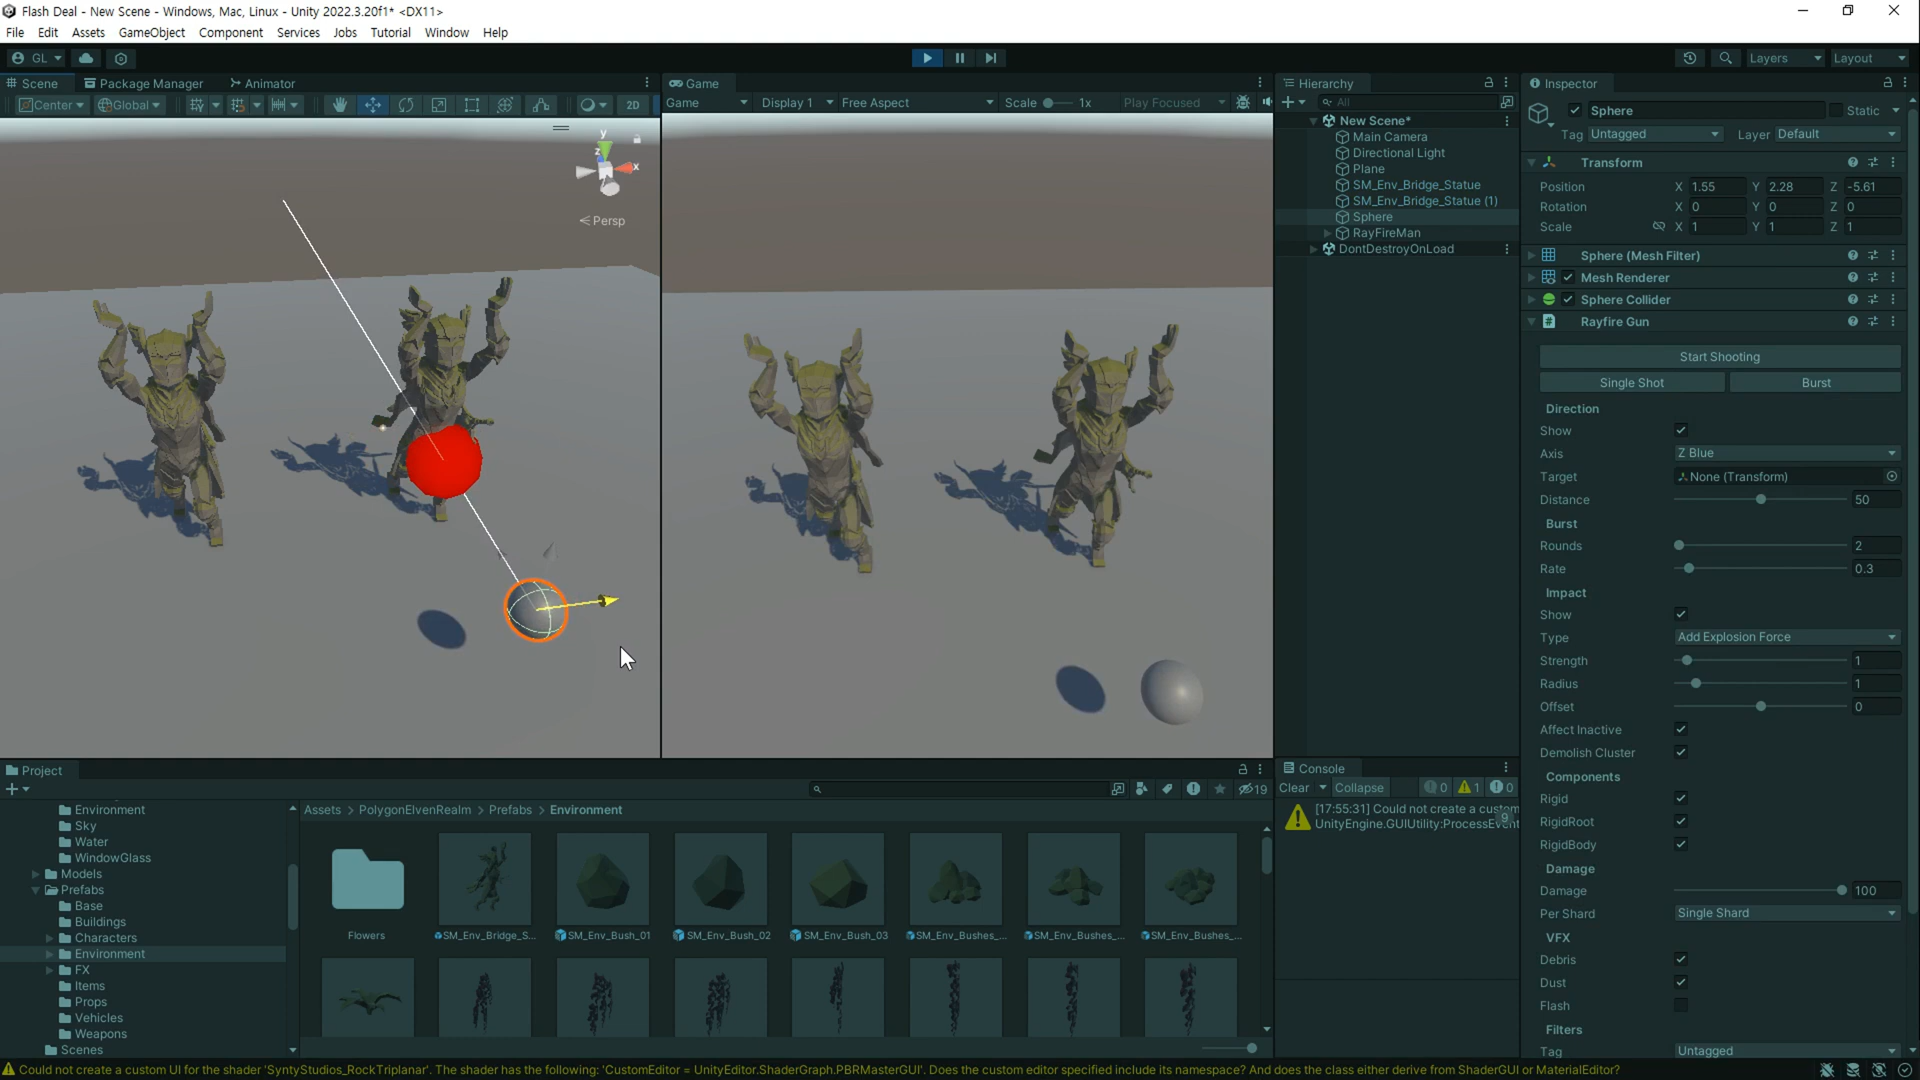 Flash Deal - New Scene - Windows, Mac, Linux - Unity 2022.3.20f1* <DX11>
File Edit Assets GameObject Component Services Jobs Tutorial Window Help
GL
Layers
Layout
Scene
Package Manager
Animator
Center
Global
2D
y
z
x
Persp
Game
Game
Display 1
Free Aspect
Scale
1x
Play Focused
Hierarchy
All
New Scene*
Main Camera
Directional Light
Plane
SM_Env_Bridge_Statue
SM_Env_Bridge_Statue (1)
Sphere
RayFireMan
DontDestroyOnLoad
Inspector
Sphere
Static
Tag Untagged
Layer Default
Transform
Position X 1.55 Y 2.28 Z -5.61
Rotation X 0 Y 0 Z 0
Scale X 1 Y 1 Z 1
Sphere (Mesh Filter)
Mesh Renderer
Sphere Collider
Rayfire Gun
Start Shooting
Single Shot
Burst
Direction
Show
Axis Z Blue
Target None (Transform)
Distance 50
Burst
Rounds 2
Rate 0.3
Impact
Show
Type Add Explosion Force
Strength 1
Radius 1
Offset 0
Affect Inactive
Demolish Cluster
Components
Rigid
RigidRoot
RigidBody
Damage
Damage 100
Per Shard Single Shard
VFX
Debris
Dust
Flash
Filters
Tag Untagged
Project
19
Environment
Sky
Water
WindowGlass
Models
Prefabs
Base
Buildings
Characters
Environment
FX
Items
Props
Vehicles
Weapons
Scenes
Assets > PolygonElvenRealm > Prefabs > Environment
Flowers
SM_Env_Bridge_S...
SM_Env_Bush_01
SM_Env_Bush_02
SM_Env_Bush_03
SM_Env_Bushes_...
SM_Env_Bushes_...
SM_Env_Bushes_...
Console
Clear
Collapse
0
1
0
[17:55:31] Could not create a custom
UnityEngine.GUIUtility:ProcessEvent
9
Could not create a custom UI for the shader 'SyntyStudios_RockTriplanar'. The shader has the following: 'CustomEditor = UnityEditor.ShaderGraph.PBRMasterGUI'. Does the custom editor specified include its namespace? And does the class either derive from ShaderGUI or MaterialEditor?